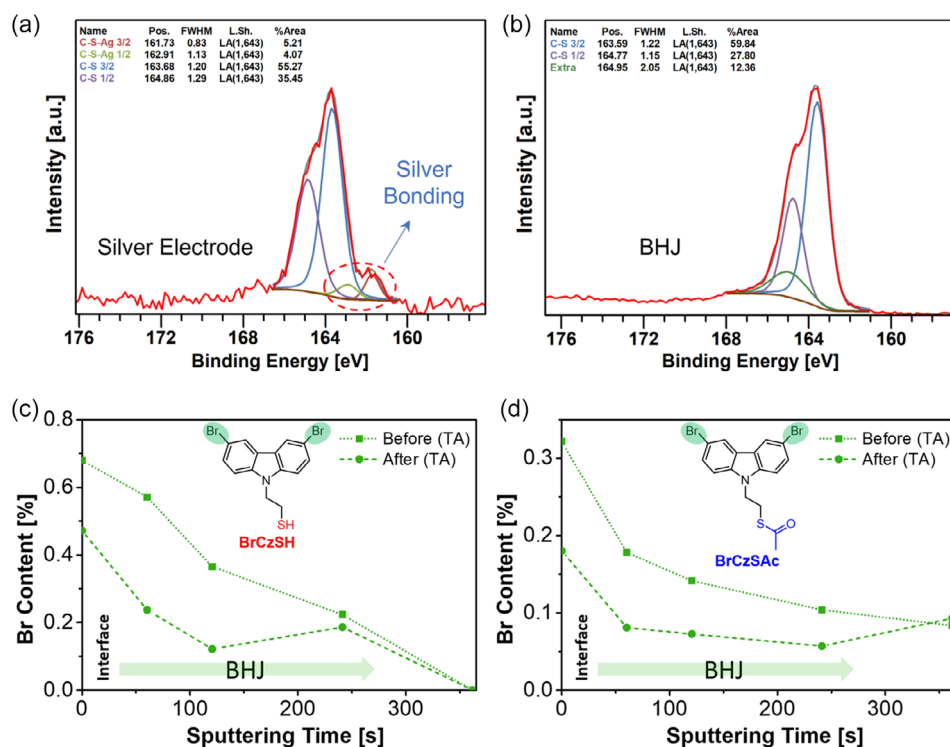 (a)
Name Pos. FWHM L.Sh. %Area
C-S-Ag 3/2 161.73 0.83 LA(1,643) 5.21
C-S-Ag 1/2 162.91 1.13 LA(1,643) 4.07
C-S 3/2 163.68 1.20 LA(1,643) 55.27
C-S 1/2 164.86 1.29 LA(1,643) 35.45
Intensity [a.u.]
Silver
Bonding
Silver Electrode
176 172 168 164 160
Binding Energy [eV]
(b)
Name Pos. FWHM L.Sh. %Area
C-S 3/2 163.59 1.22 LA(1,643) 59.84
C-S 1/2 164.77 1.15 LA(1,643) 27.80
Extra 164.95 2.05 LA(1,643) 12.36
Intensity [a.u.]
BHJ
176 172 168 164 160
Binding Energy [eV]
(c)
0.8
0.6
0.4
0.2
0.0
Br Content [%]
Br Br
N
SH
BrCzSH
Before (TA)
After (TA)
Interface
BHJ
0 100 200 300
Sputtering Time [s]
(d)
0.3
0.2
0.1
0.0
Br Content [%]
Br Br
N
S O
BrCzSAc
Before (TA)
After (TA)
Interface
BHJ
0 100 200 300
Sputtering Time [s]